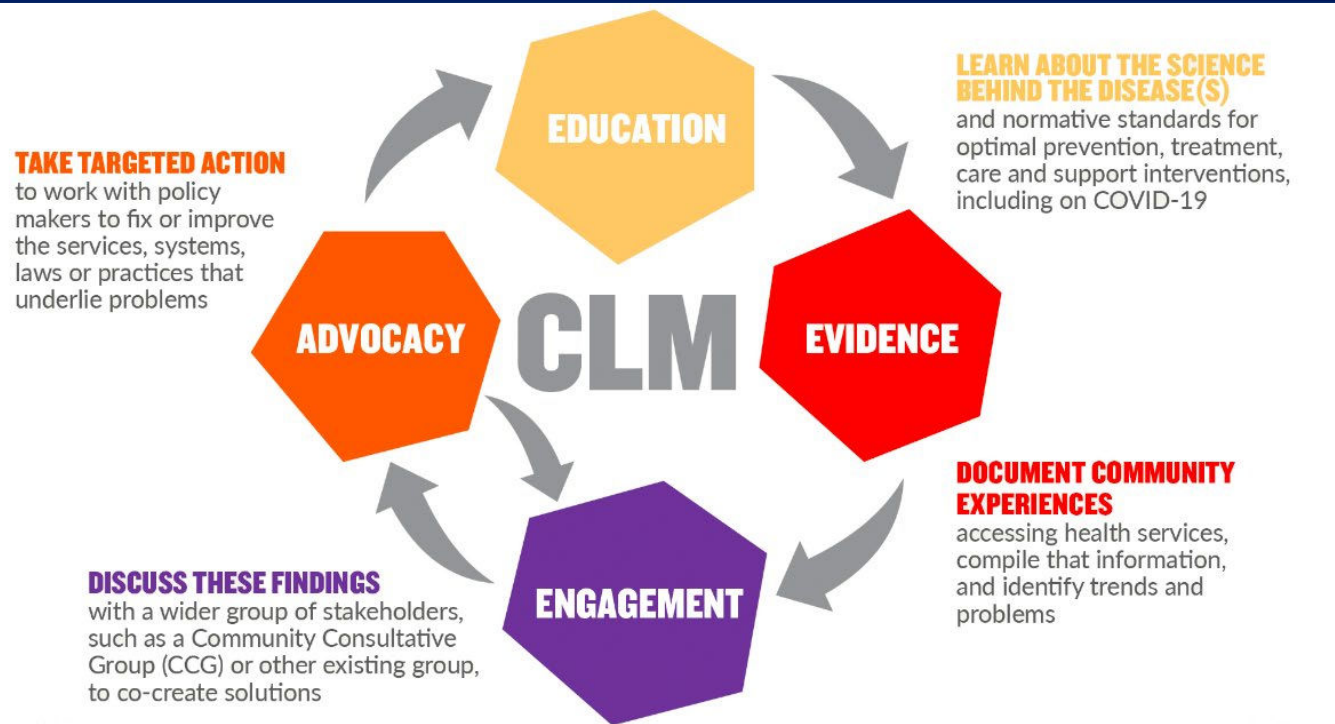 EDUCATION
LEARN ABOUT THE SCIENCE
BEHIND THE DISEASE(S)
and normative standards for
optimal prevention, treatment,
care and support interventions,
including on COVID-19
TAKE TARGETED ACTION
to work with policy
makers to fix or improve
the services, systems,
laws or practices that
underlie problems
ADVOCACY
CLM
EVIDENCE
DOCUMENT COMMUNITY
EXPERIENCES
accessing health services,
compile that information,
and identify trends and
problems
DISCUSS THESE FINDINGS
with a wider group of stakeholders,
such as a Community Consultative
Group (CCG) or other existing group,
to co-create solutions
ENGAGEMENT